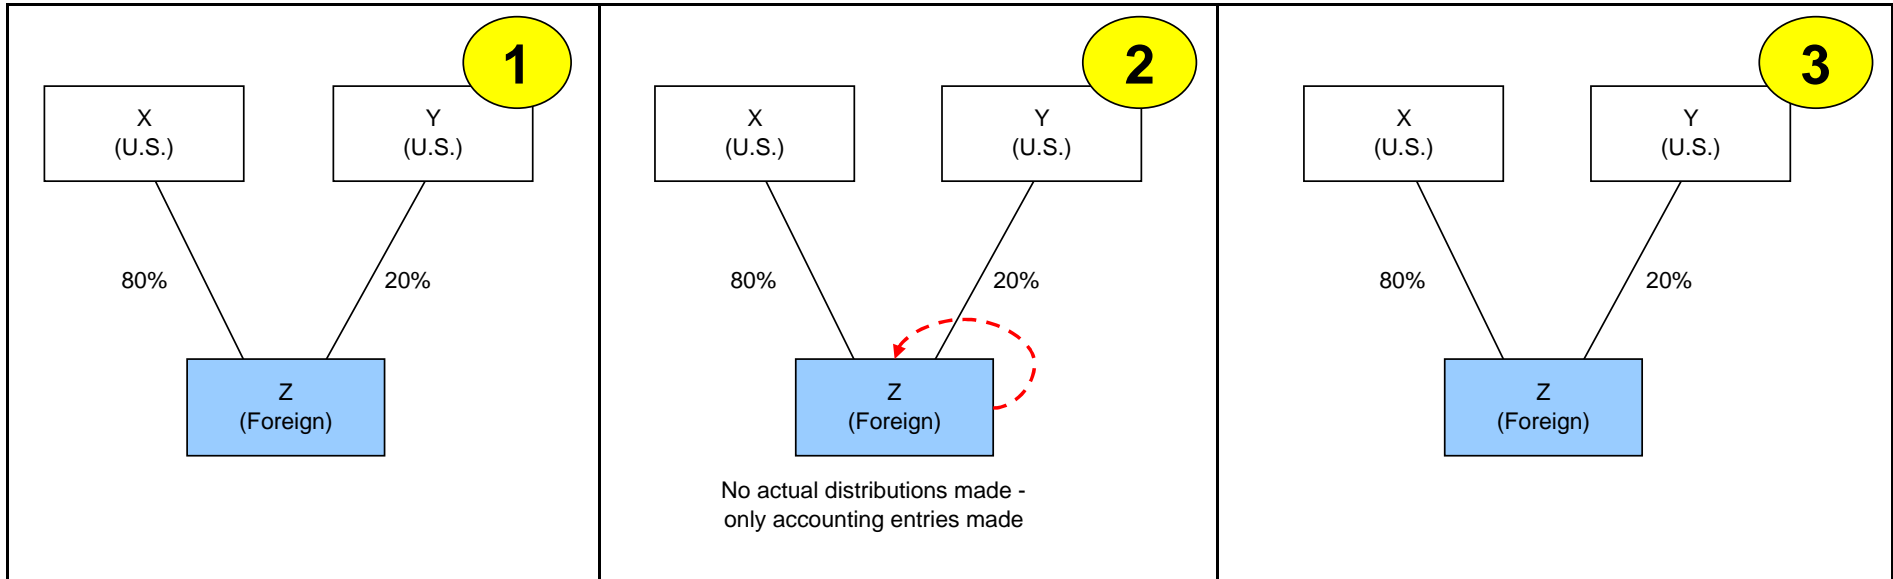 1
X
(U.S.)
Y
(U.S.)
80%
20%
Z
(Foreign)
2
X
(U.S.)
Y
(U.S.)
80%
20%
Z
(Foreign)
No actual distributions made -
only accounting entries made
3
X
(U.S.)
Y
(U.S.)
80%
20%
Z
(Foreign)